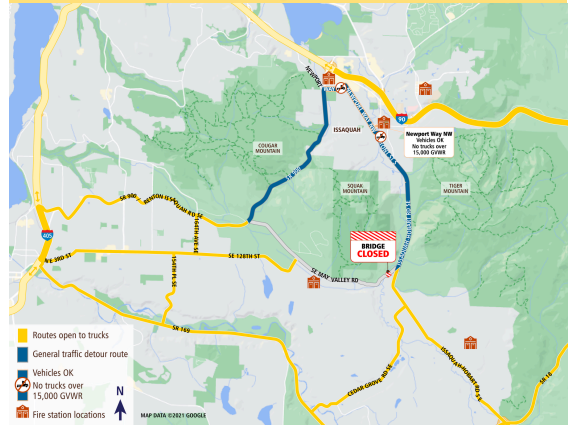 NEWPORT
WAY
ISSAQUAH
90
Newport Way NW
Vehicles OK
No trucks over
15,000 GVWR
COUGAR
MOUNTAIN
SQUAK
MOUNTAIN
TIGER
MOUNTAIN
SE 900
SR 900
RENSON ISSAQUAH RD SE
164TH AVE SE
405
NE 3RD ST
SE 128TH ST
154TH PL SE
BRIDGE
CLOSED
SE MAY VALLEY RD
SR 169
CEDAR GROVE RD SE
ISSAQUAH-HOBART RD SE
SR 18
Routes open to trucks
General traffic detour route
Vehicles OK
No trucks over
15,000 GVWR
Fire station locations
N
MAP DATA ©2021 GOOGLE